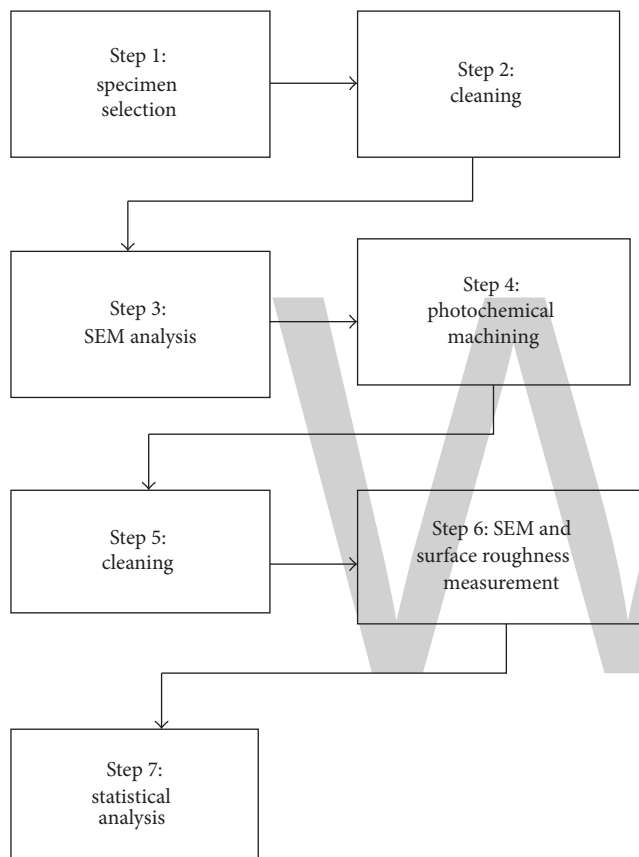 Step 1:
specimen
selection
Step 2:
cleaning
Step 3:
SEM analysis
Step 4:
photochemical
machining
Step 5:
cleaning
Step 6: SEM and
surface roughness
measurement
Step 7:
statistical
analysis